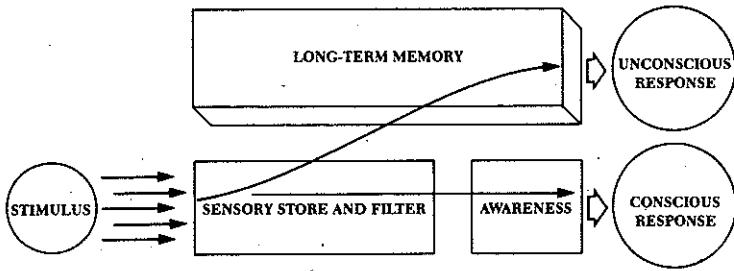 LONG-TERM MEMORY
UNCONSCIOUS
RESPONSE
STIMULUS
SENSORY STORE AND FILTER
AWARENESS
CONSCIOUS
RESPONSE